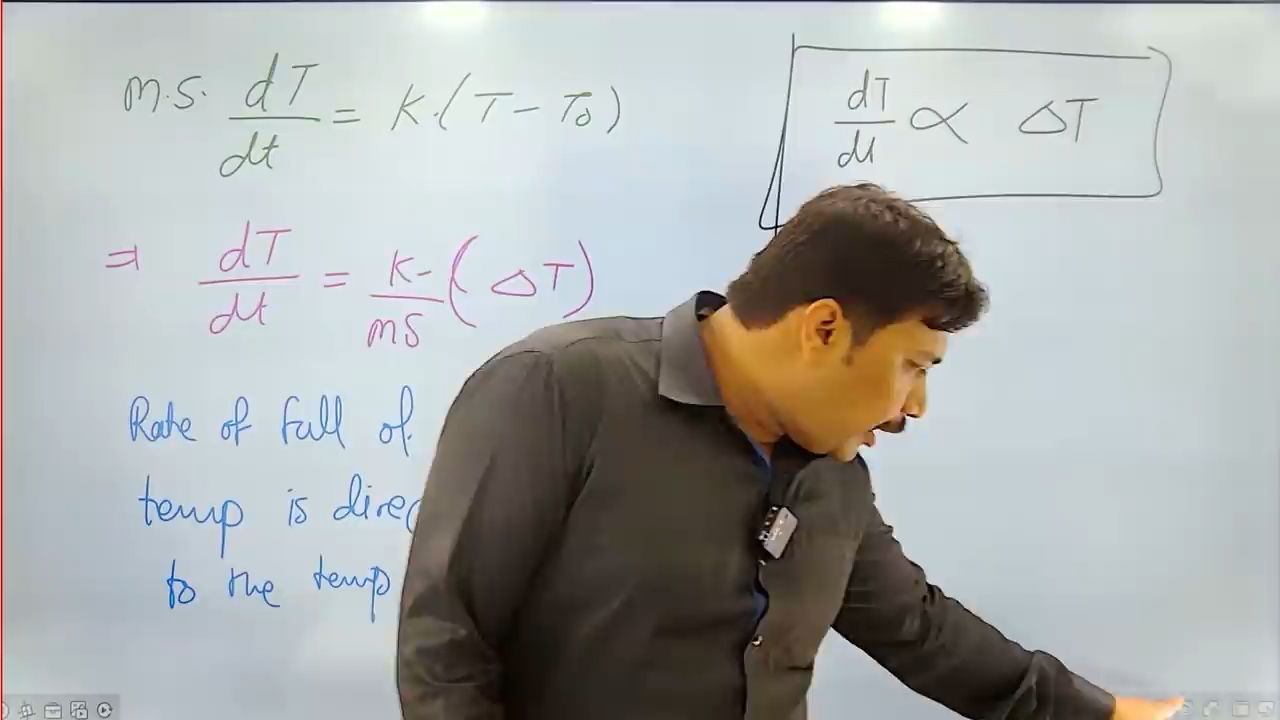 m.s. dT/dt = K.(T - T₀)
dT/dt ∝ ΔT
⇒ dT/dt = K-/ms (ΔT)
Rate of fall of
temp is direc
to the temp